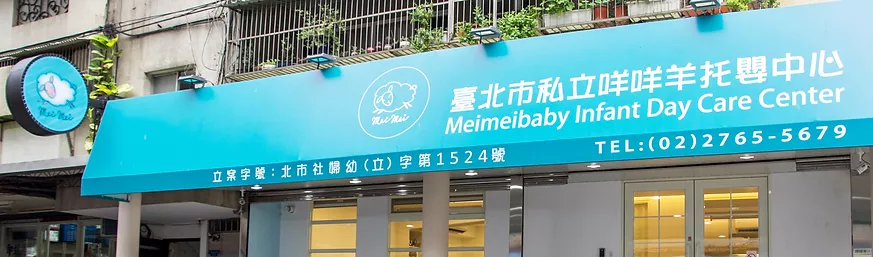 Mei Mei
Mei Mei
臺北市私立咩咩羊托嬰中心
Meimeibaby Infant Day Care Center
TEL:(02)2765-5679
立案字號:北市社婦幼(立)字第1524號